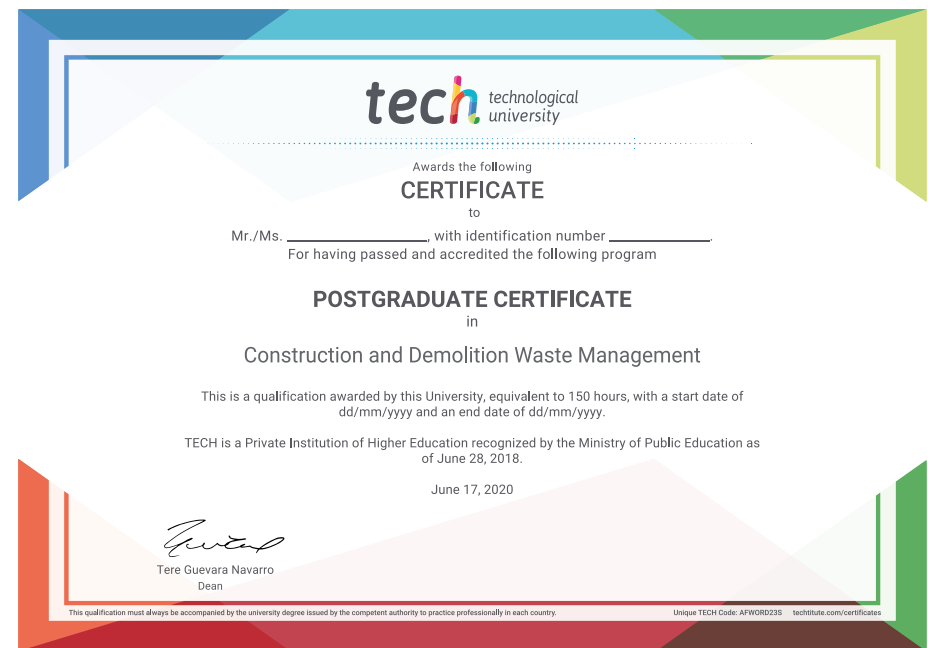 tech technological
university
Awards the following
CERTIFICATE
to
Mr./Ms. ____________________, with identification number ______________.
For having passed and accredited the following program
POSTGRADUATE CERTIFICATE
in
Construction and Demolition Waste Management
This is a qualification awarded by this University, equivalent to 150 hours, with a start date of
dd/mm/yyyy and an end date of dd/mm/yyyy.
TECH is a Private Institution of Higher Education recognized by the Ministry of Public Education as
of June 28, 2018.
June 17, 2020
Tere Guevara Navarro
Dean
This qualification must always be accompanied by the university degree issued by the competent authority to practice professionally in each country.
Unique TECH Code: AFWORD23S techtitute.com/certificates